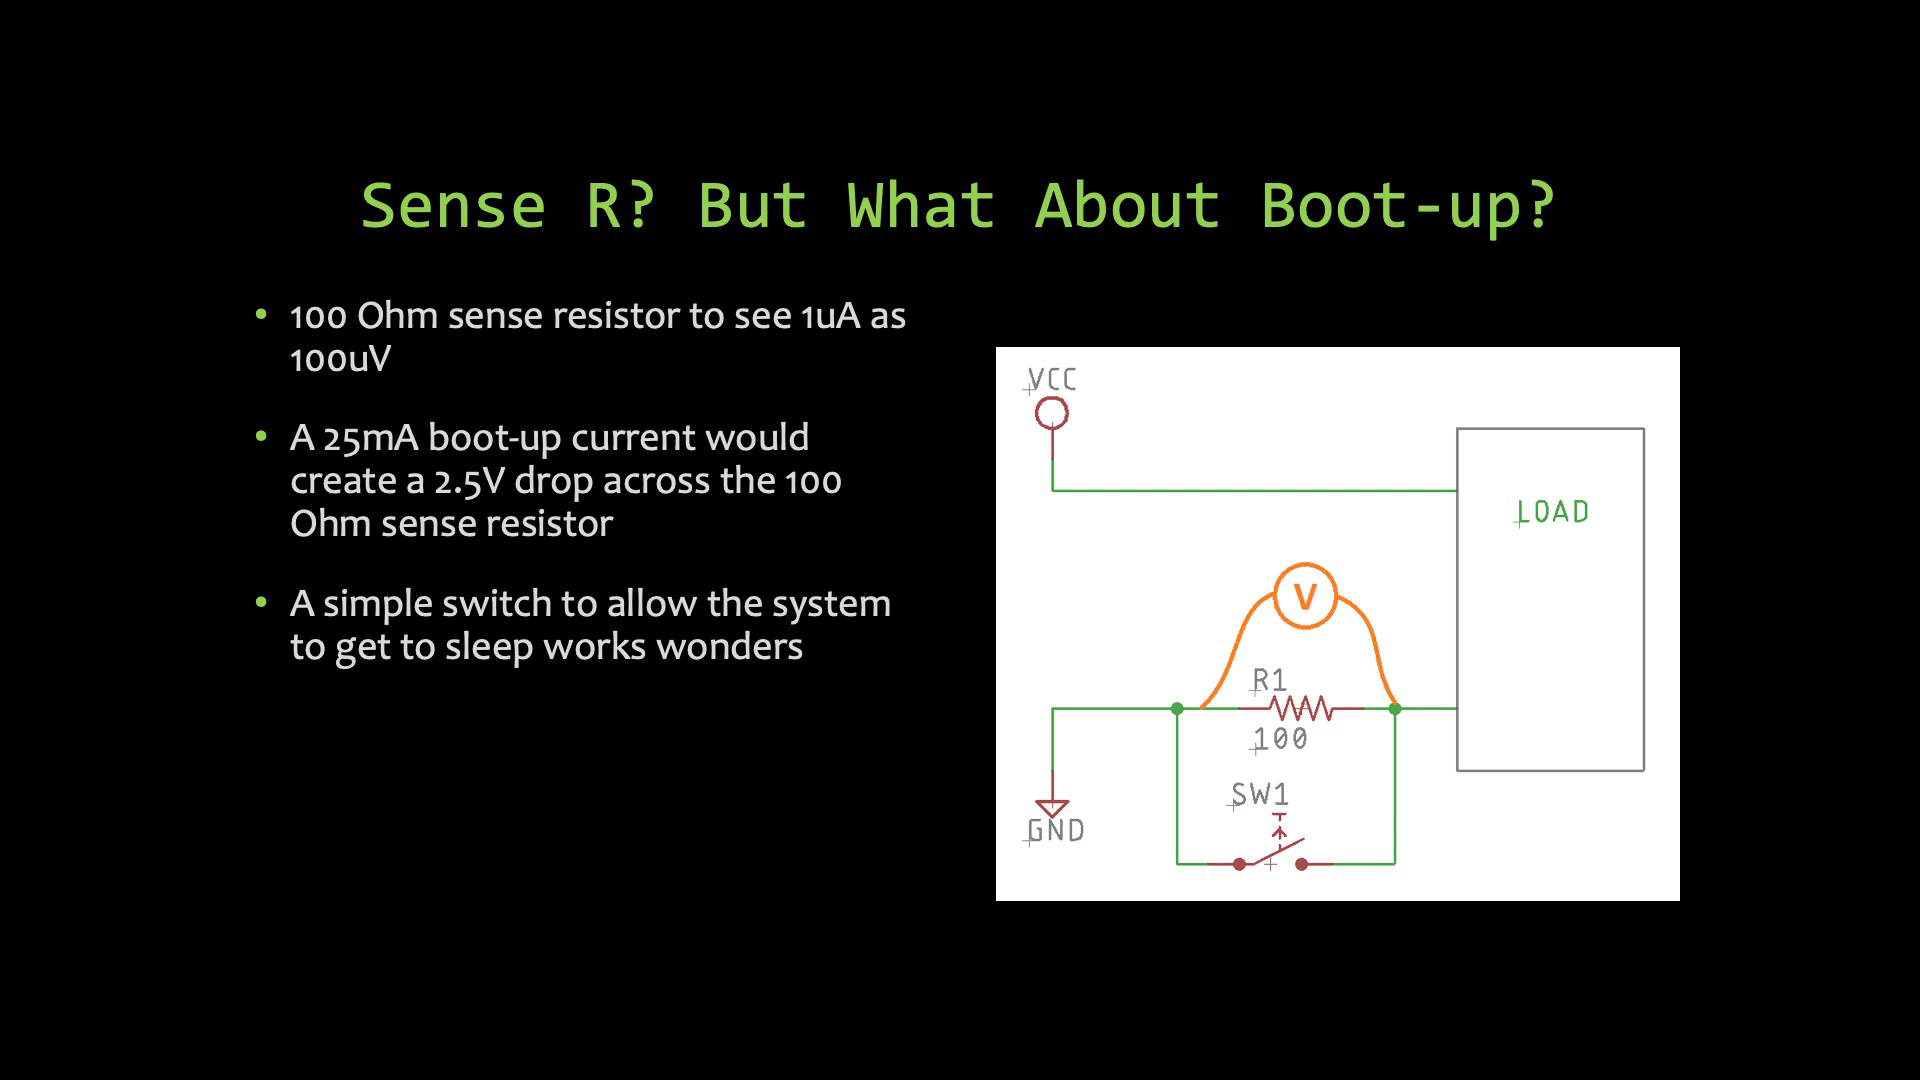 Sense R? But What About Boot-up?
• 100 Ohm sense resistor to see 1uA as
100uV
• A 25mA boot-up current would
create a 2.5V drop across the 100
Ohm sense resistor
• A simple switch to allow the system
to get to sleep works wonders
VCC
LOAD
V
R1
100
SW1
GND